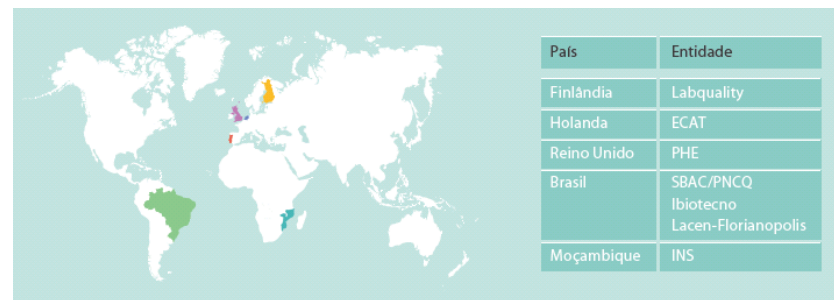 País Entidade
Finlândia Labquality
Holanda ECAT
Reino Unido PHE
Brasil SBAC/PNCQ
Ibiotecno
Lacen-Florianopolis
Moçambique INS